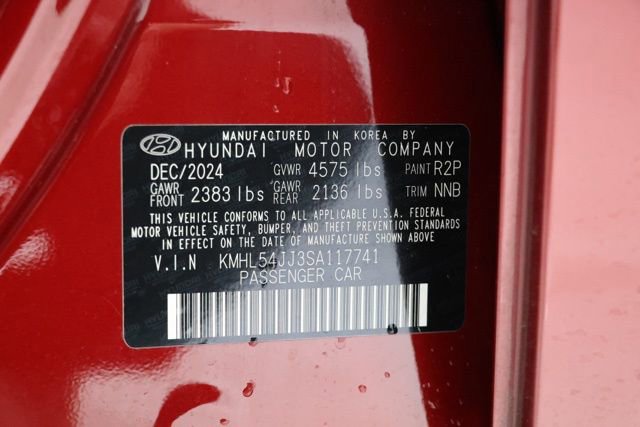 MANUFACTURED IN KOREA BY
HYUNDAI MOTOR COMPANY
DEC/2024 GVWR 4575 lbs PAINT R2P
GAWR FRONT 2383 lbs GAWR REAR 2136 lbs TRIM NNB
THIS VEHICLE CONFORMS TO ALL APPLICABLE U.S.A. FEDERAL
MOTOR VEHICLE SAFETY, BUMPER, AND THEFT PREVENTION STANDARDS
IN EFFECT ON THE DATE OF MANUFACTURE SHOWN ABOVE.
V.I.N KMHL54JJ3SA117741
PASSENGER CAR